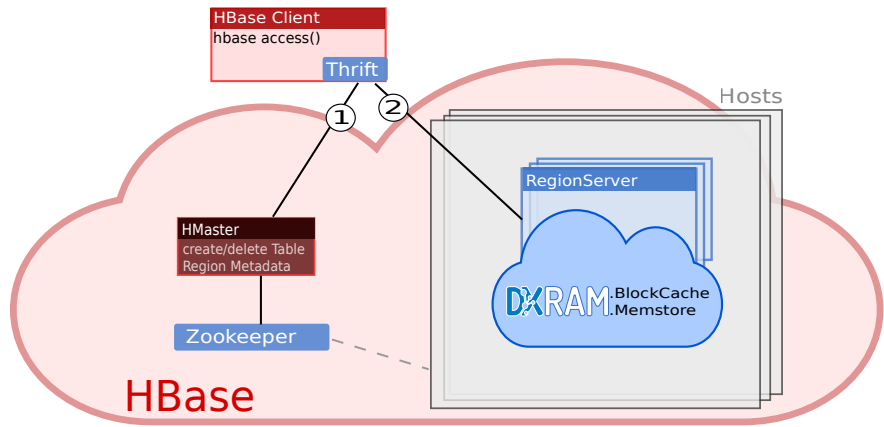 HBase Client
hbase access()
Thrift
1
2
Hosts
RegionServer
HMaster
create/delete Table
Region Metadata
DXRAM
.BlockCache
.Memstore
Zookeeper
HBase